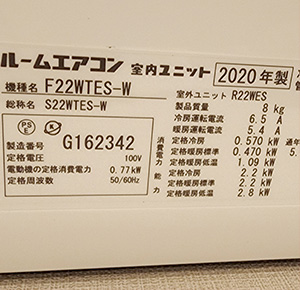 ルームエアコン 室内ユニット 2020年製
機種名 F22WTES-W 室外ユニット R22WES
総称名 S22WTES-W 製品質量 8 kg
PS E
冷房運転電流 6.5 A
暖房運転電流 5.4 A
製造番号 G162342
定格電圧 100V
電動機の定格消費電力 0.77kW
定格周波数 50/60Hz
消費電力 定格冷房 0.570 kW 通年
定格暖房標準 0.470 kW 5.
定格暖房低温 1.09 kW
能力 定格冷房 2.2 kW
定格暖房標準 2.2 kW
定格暖房低温 2.8 kW